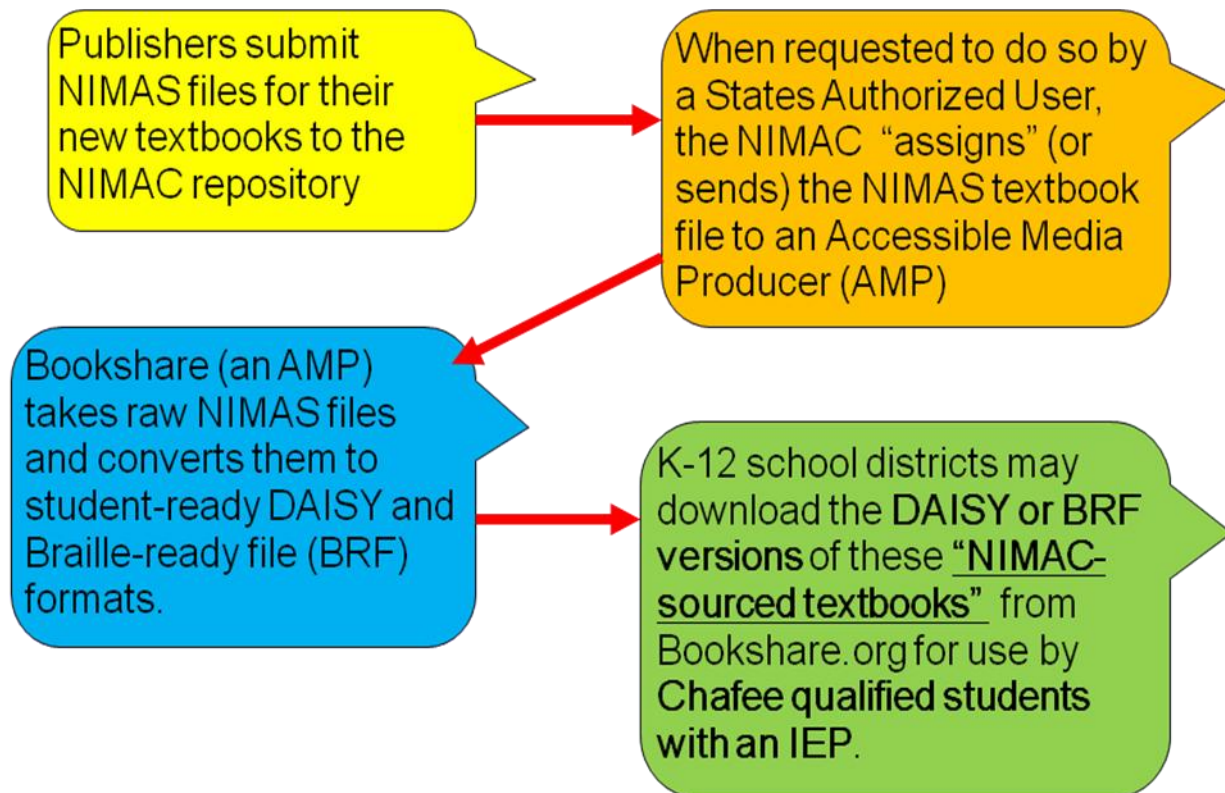 Publishers submit
NIMAS files for their
new textbooks to the
NIMAC repository
When requested to do so by
a States Authorized User,
the NIMAC “assigns” (or
sends) the NIMAS textbook
file to an Accessible Media
Producer (AMP)
Bookshare (an AMP)
takes raw NIMAS files
and converts them to
student-ready DAISY and
Braille-ready file (BRF)
formats.
K-12 school districts may
download the DAISY or BRF
versions of these “NIMAC-
sourced textbooks” from
Bookshare.org for use by
Chafee qualified students
with an IEP.